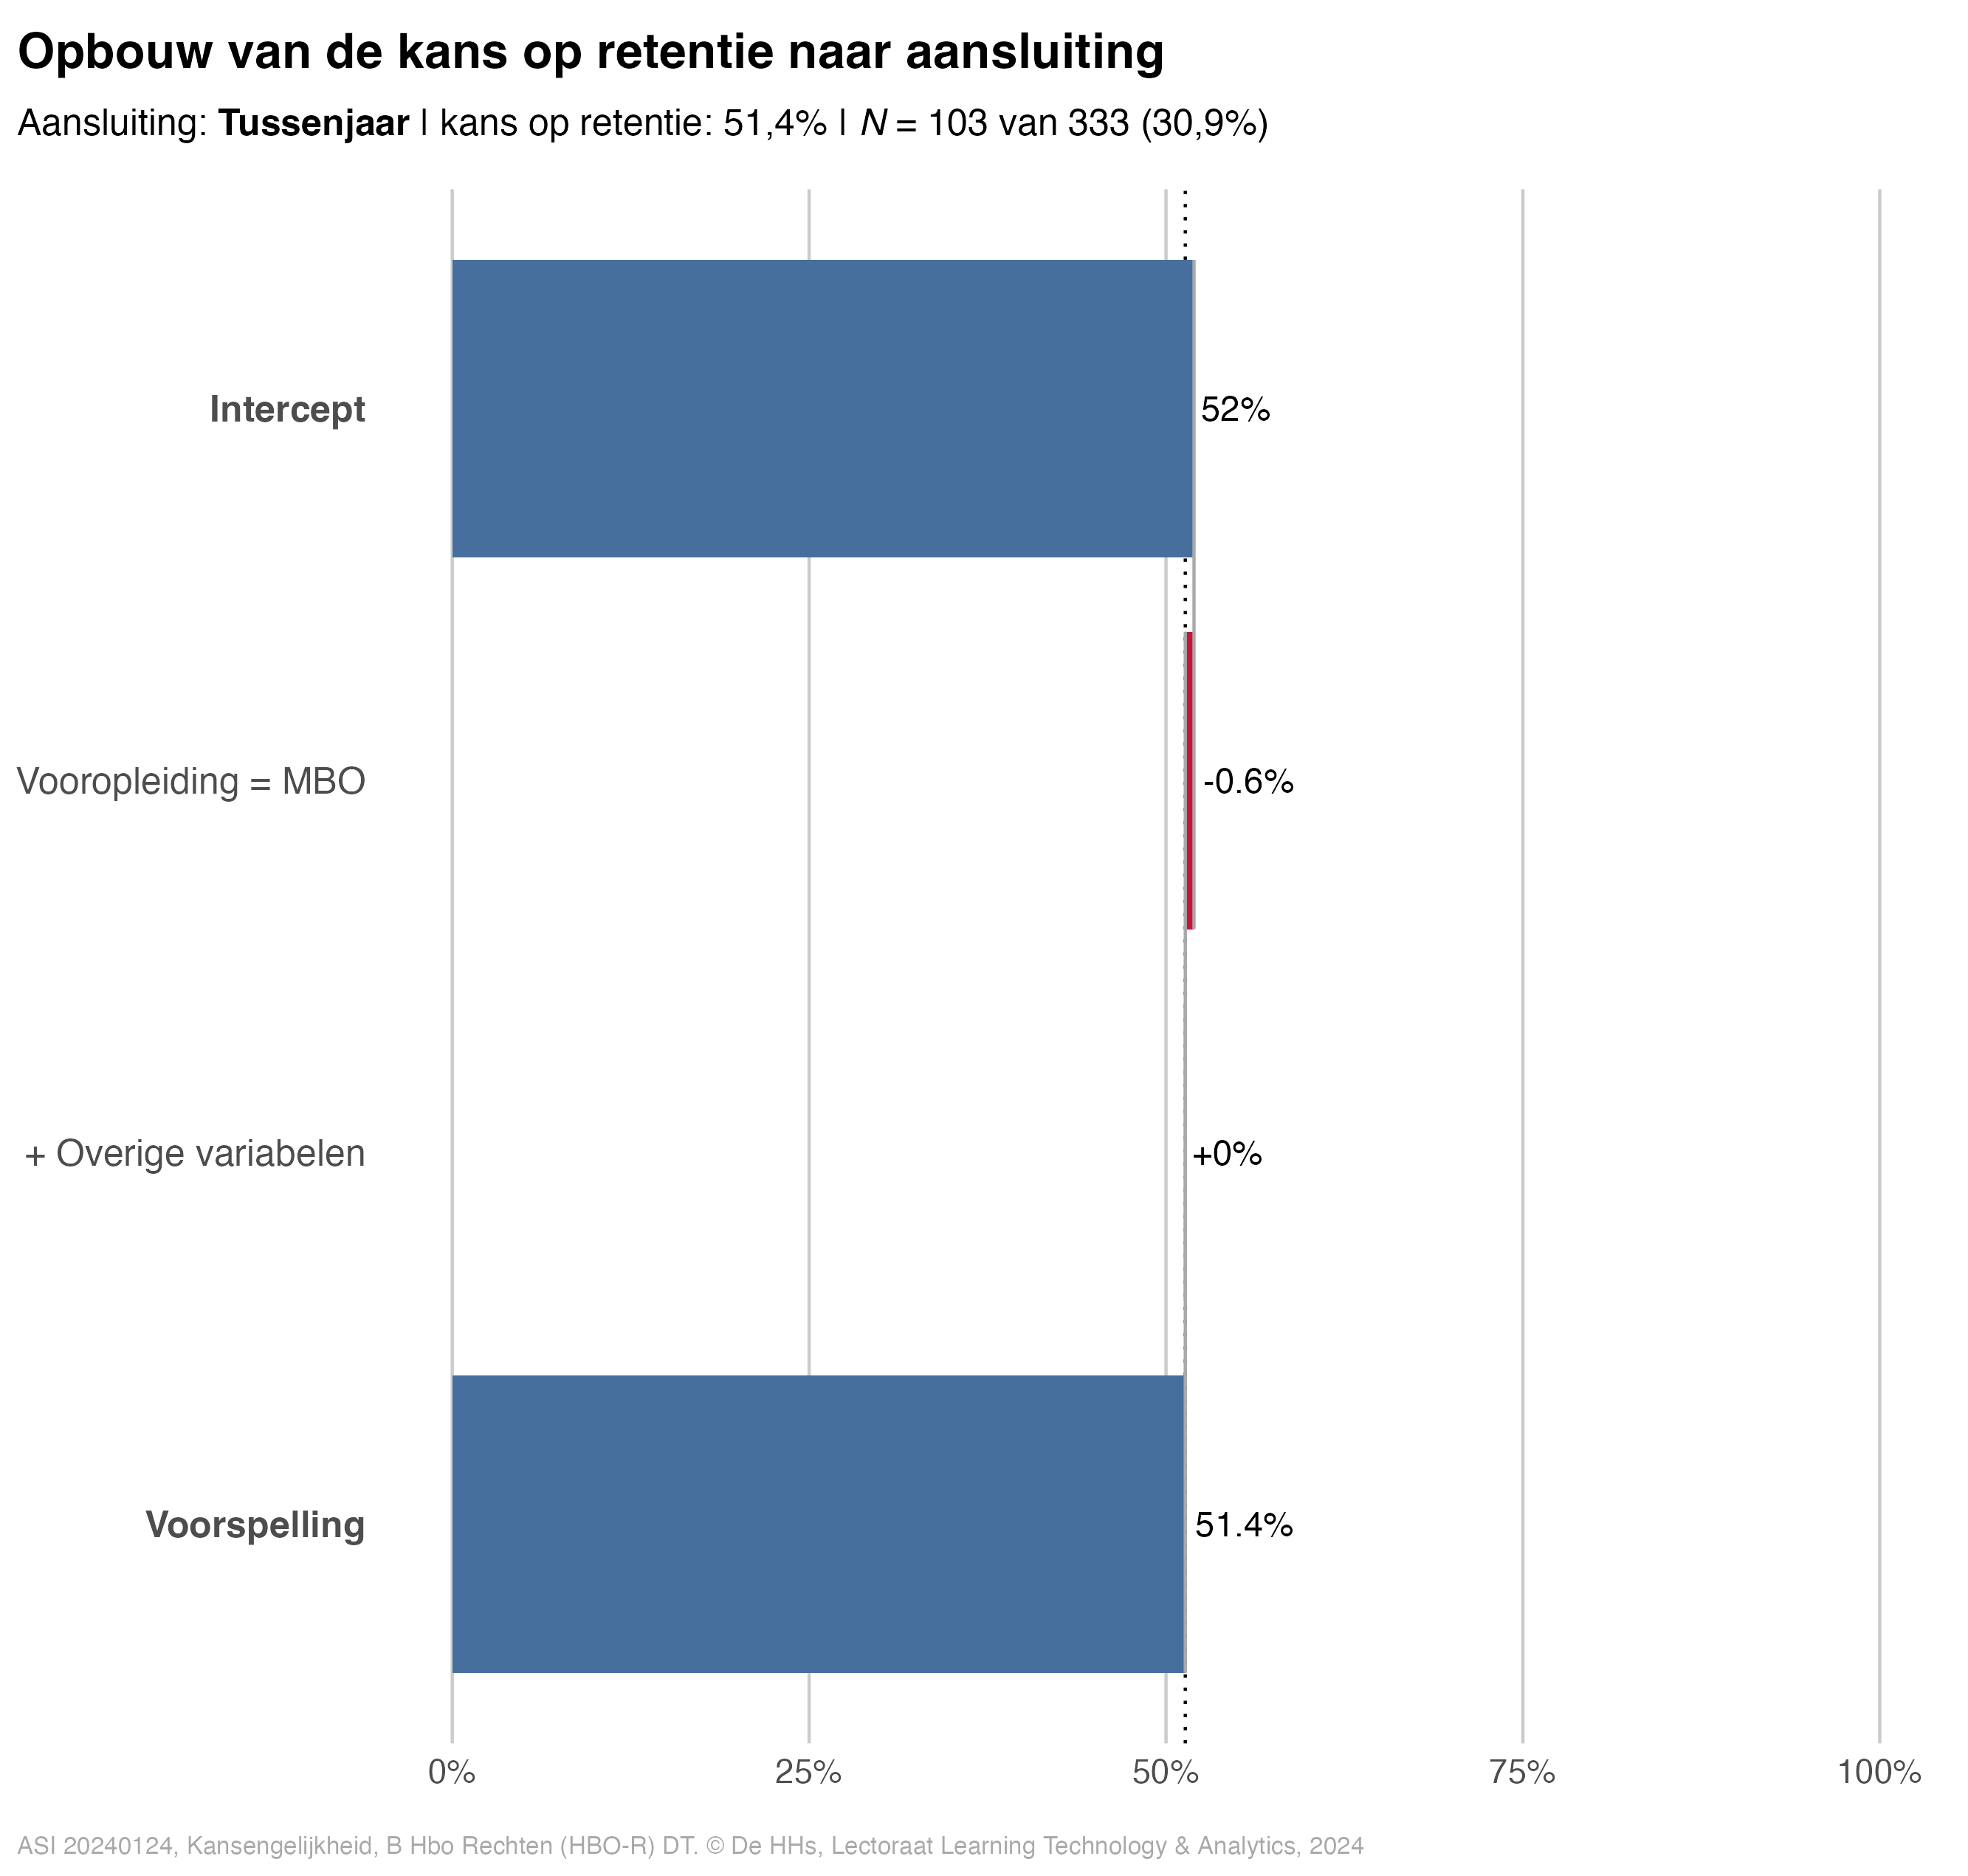 Opbouw van de kans op retentie naar aansluiting
Aansluiting: Tussenjaar | kans op retentie: 51,4% | N = 103 van 333 (30,9%)
Intercept
52%
Vooropleiding = MBO
-0.6%
+ Overige variabelen
+0%
Voorspelling
51.4%
0% 25% 50% 75% 100%
ASI 20240124, Kansengelijkheid, B Hbo Rechten (HBO-R) DT. © De HHs, Lectoraat Learning Technology & Analytics, 2024